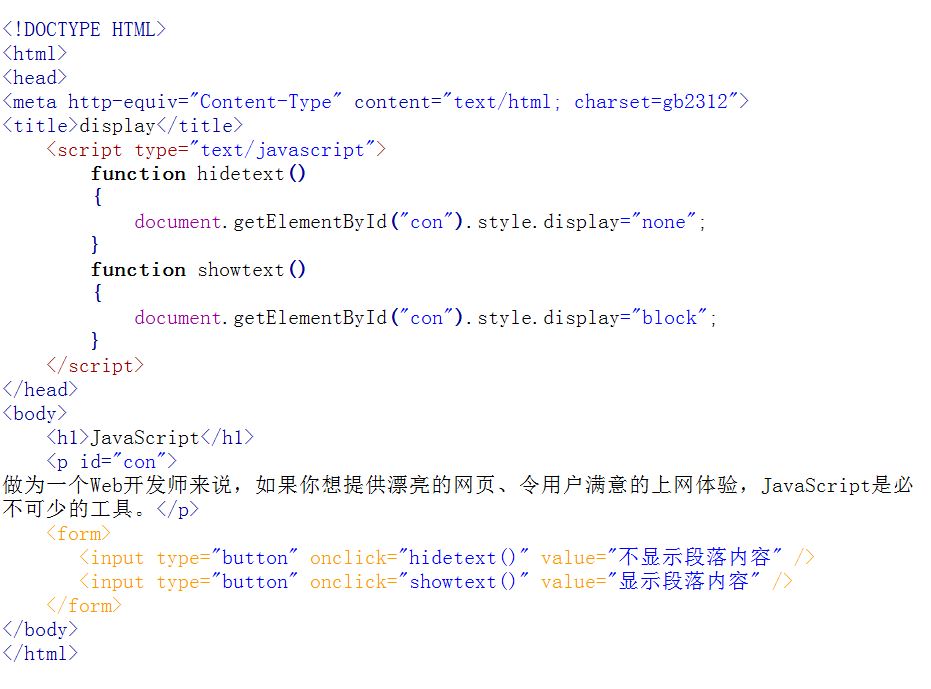 <!DOCTYPE HTML>
<html>
<head>
<meta http-equiv="Content-Type" content="text/html; charset=gb2312">
<title>display</title>
    <script type="text/javascript">
        function hidetext()
        {
            document.getElementById("con").style.display="none";
        }
        function showtext()
        {
            document.getElementById("con").style.display="block";
        }
    </script>
</head>
<body>
    <h1>JavaScript</h1>
    <p id="con">
做为一个Web开发师来说，如果你想提供漂亮的网页、令用户满意的上网体验，JavaScript是必
不可少的工具。</p>
    <form>
       <input type="button" onclick="hidetext()" value="不显示段落内容" />
       <input type="button" onclick="showtext()" value="显示段落内容" />
    </form>
</body>
</html>